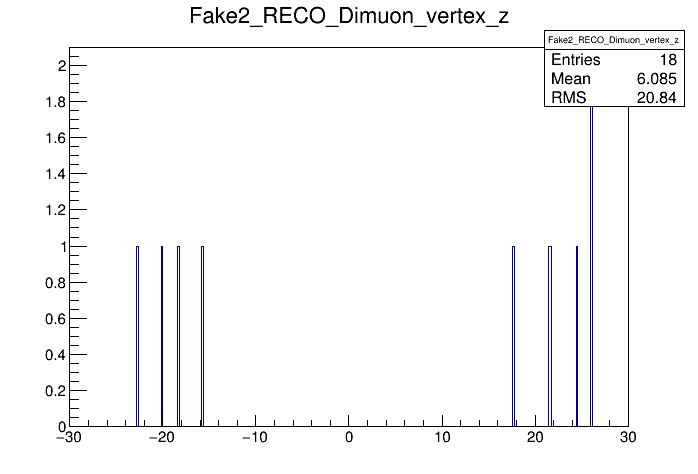 Fake2_RECO_Dimuon_vertex_z
Fake2_RECO_Dimuon_vertex_z
Entries 18
Mean 6.085
RMS 20.84
2
1.8
1.6
1.4
1.2
1
0.8
0.6
0.4
0.2
0
−30 −20 −10 0 10 20 30